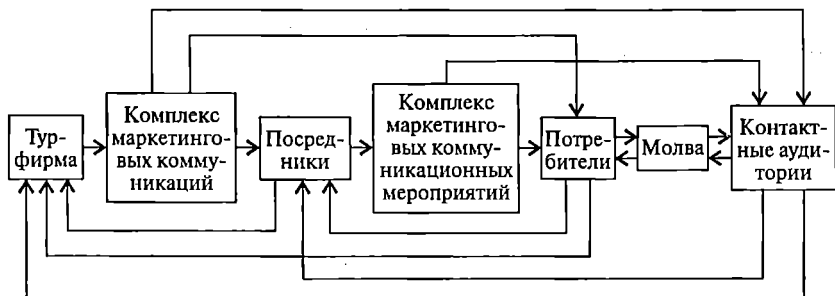 Тур-
фирма
Комплекс
маркетинго-
вых комму-
никаций
Посред-
ники
Комплекс
маркетинго-
вых комму-
никационных
мероприятий
Потре-
бители
Молва
Контакт-
ные ауди-
тории